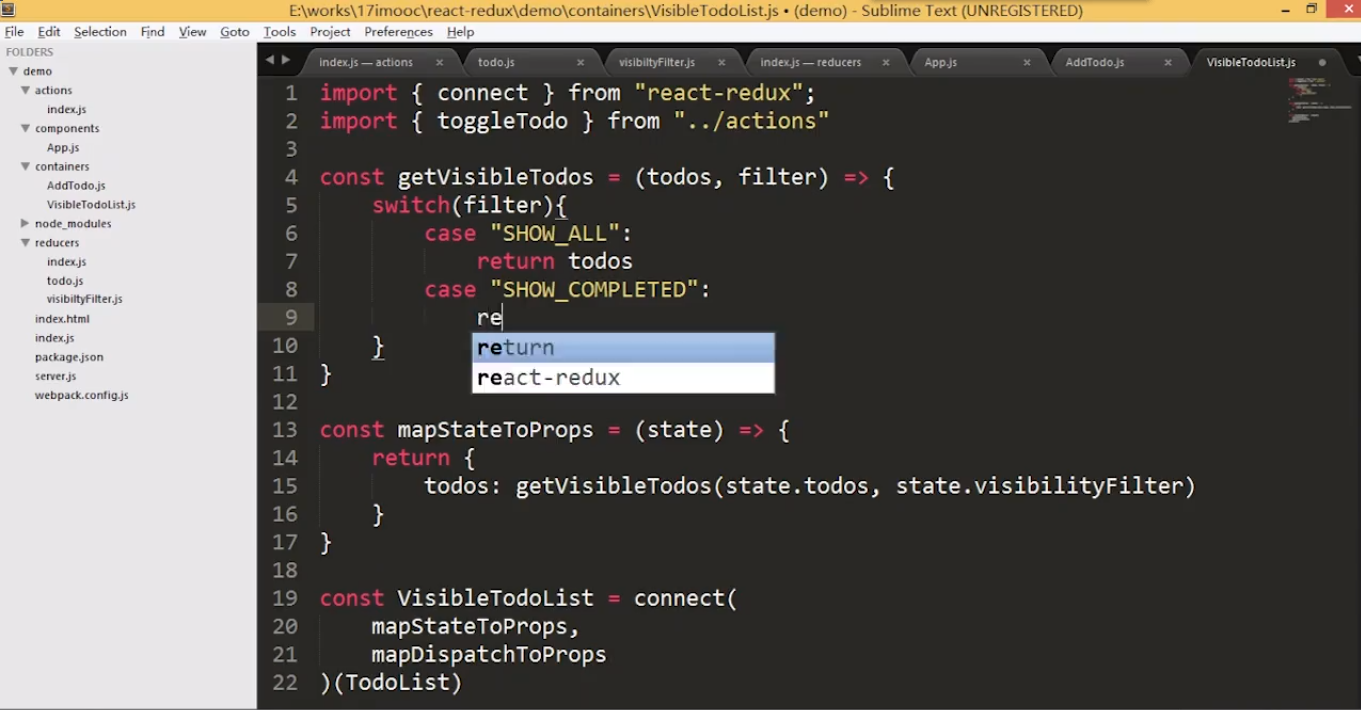 E:\works\17imooc\react-redux\demo\containers\VisibleTodoList.js • (demo) - Sublime Text (UNREGISTERED)
File Edit Selection Find View Goto Tools Project Preferences Help
FOLDERS
demo
actions
index.js
components
App.js
containers
AddTodo.js
VisibleTodoList.js
node_modules
reducers
index.js
todo.js
visibiltyFilter.js
index.html
index.js
package.json
server.js
webpack.config.js
index.js — actions × todo.js × visibiltyFilter.js × index.js — reducers × App.js × AddTodo.js × VisibleTodoList.js
1 import { connect } from "react-redux";
2 import { toggleTodo } from "../actions"
3
4 const getVisibleTodos = (todos, filter) => {
5 switch(filter){
6 case "SHOW_ALL":
7 return todos
8 case "SHOW_COMPLETED":
9 re
return
react-redux
10 }
11 }
12
13 const mapStateToProps = (state) => {
14 return {
15 todos: getVisibleTodos(state.todos, state.visibilityFilter)
16 }
17 }
18
19 const VisibleTodoList = connect(
20 mapStateToProps,
21 mapDispatchToProps
22 )(TodoList)